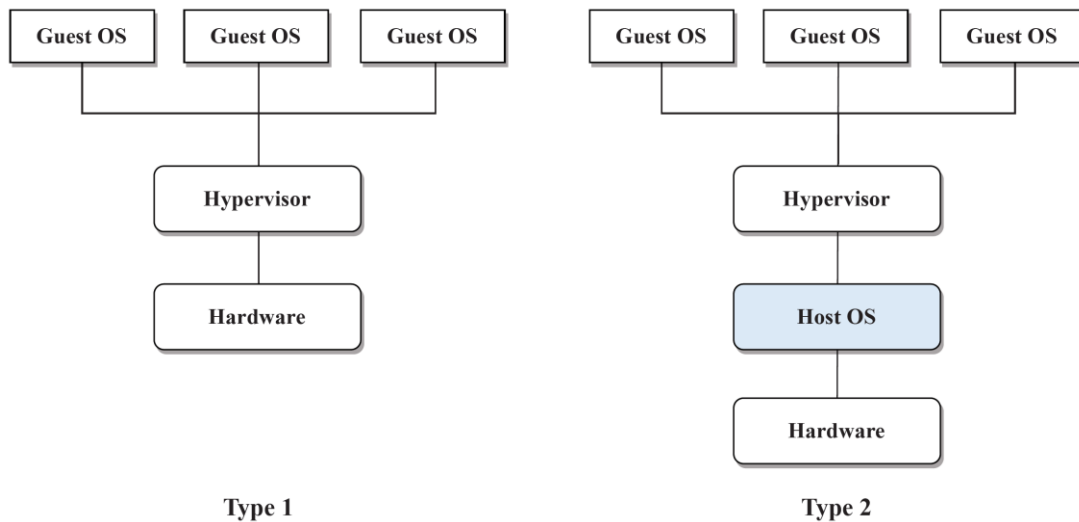 Guest OS
Guest OS
Guest OS
Hypervisor
Hardware
Type 1
Guest OS
Guest OS
Guest OS
Hypervisor
Host OS
Hardware
Type 2